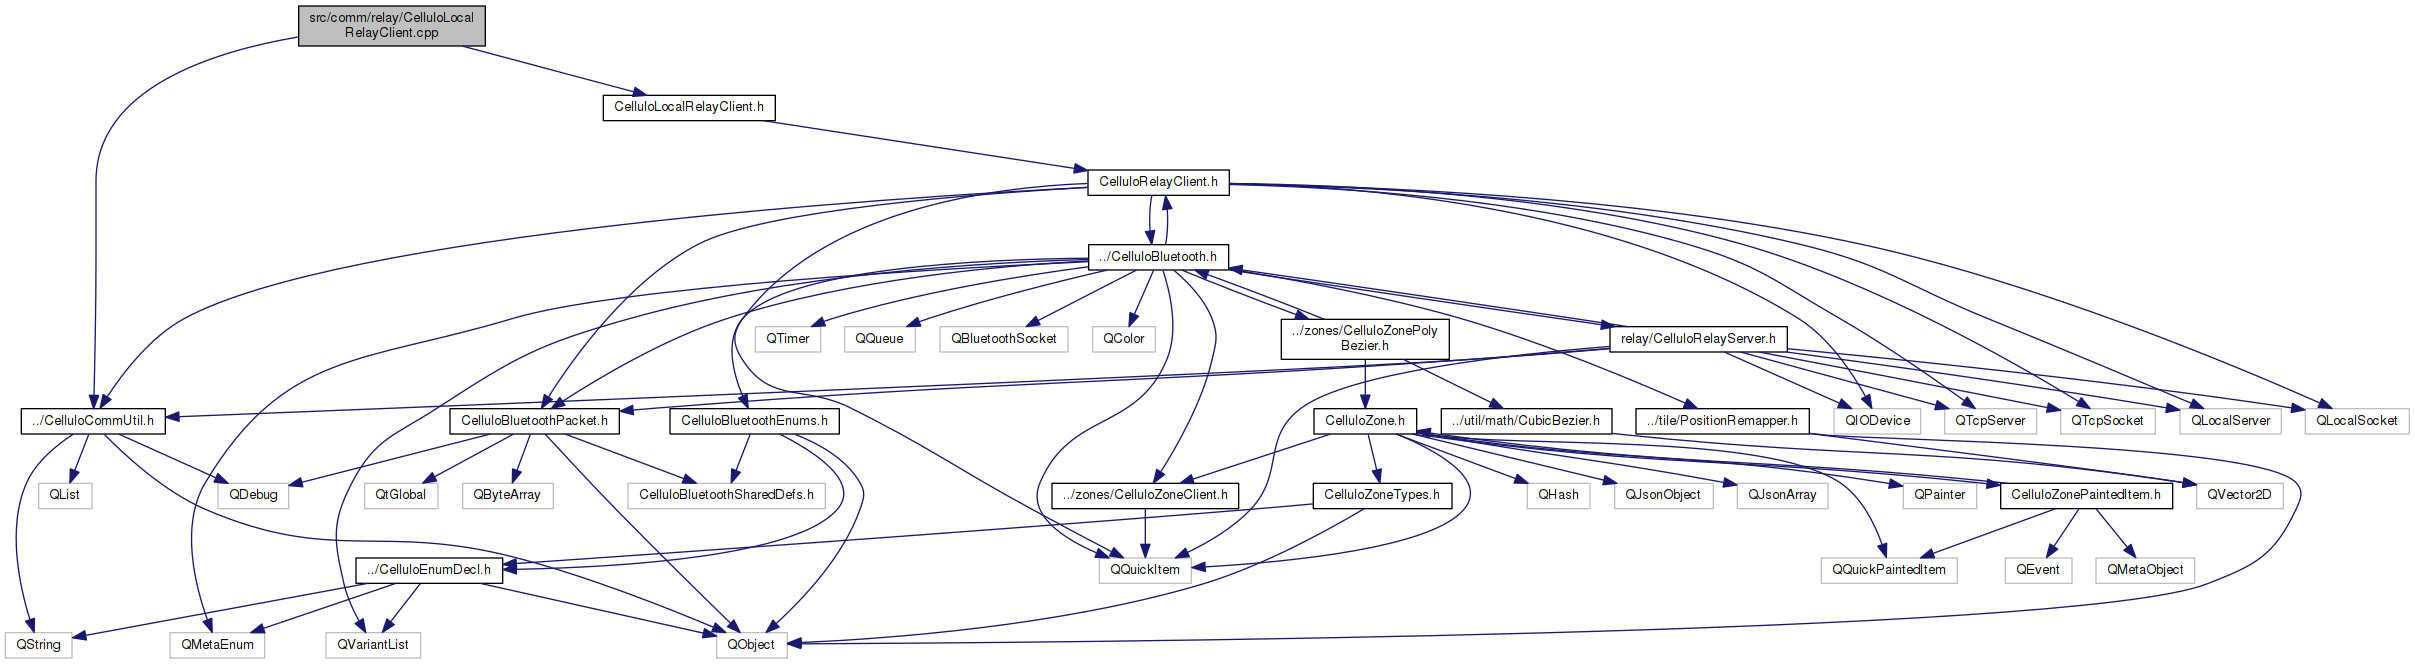 src/comm/relay/CelluloLocal
RelayClient.cpp
CelluloLocalRelayClient.h
CelluloRelayClient.h
../CelluloBluetooth.h
QTimer
QQueue
QBluetoothSocket
QColor
../zones/CelluloZonePoly
Bezier.h
relay/CelluloRelayServer.h
../CelluloCommUtil.h
CelluloBluetoothPacket.h
CelluloBluetoothEnums.h
CelluloZone.h
../util/math/CubicBezier.h
../tile/PositionRemapper.h
QIODevice
QTcpServer
QTcpSocket
QLocalServer
QLocalSocket
QList
QDebug
QtGlobal
QByteArray
CelluloBluetoothSharedDefs.h
../zones/CelluloZoneClient.h
CelluloZoneTypes.h
QHash
QJsonObject
QJsonArray
QPainter
CelluloZonePaintedItem.h
QVector2D
../CelluloEnumDecl.h
QQuickItem
QQuickPaintedItem
QEvent
QMetaObject
QString
QMetaEnum
QVariantList
QObject